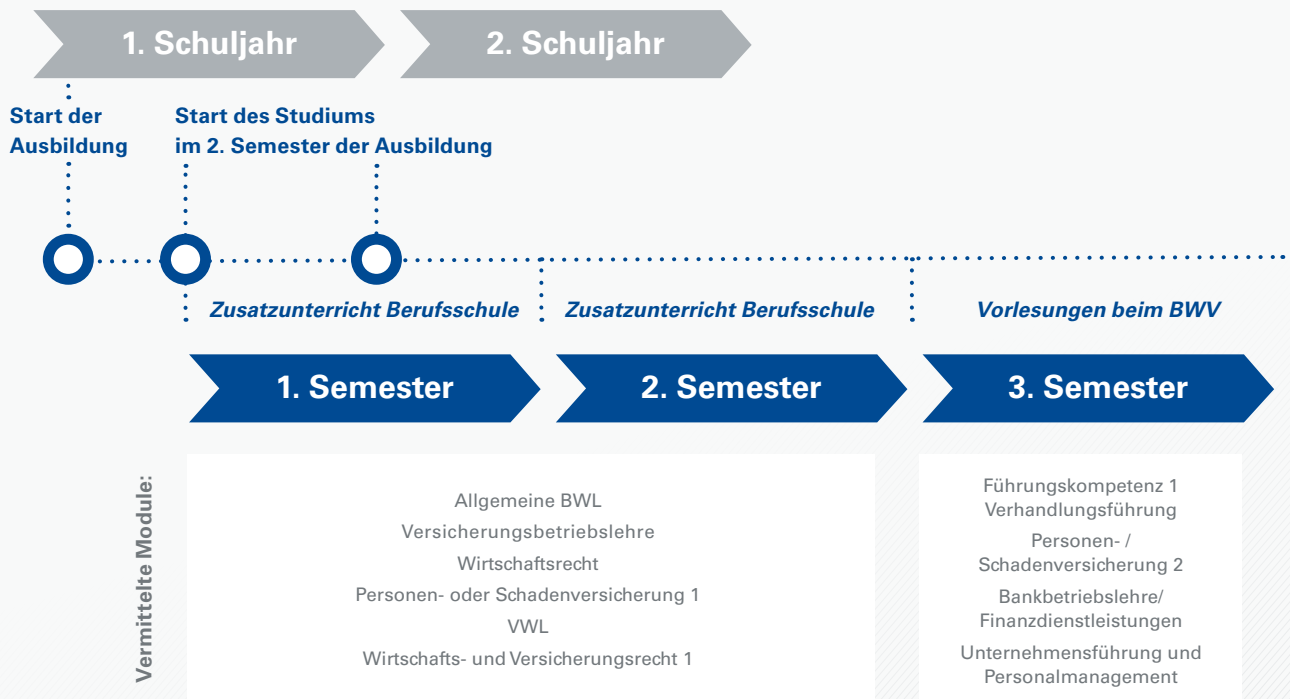 1. Schuljahr
2. Schuljahr
Start der
Ausbildung
Start des Studiums
im 2. Semester der Ausbildung
Zusatzunterricht Berufsschule
Zusatzunterricht Berufsschule
Vorlesungen beim BWV
1. Semester
2. Semester
3. Semester
Vermittelte Module:
Allgemeine BWL
Versicherungsbetriebslehre
Wirtschaftsrecht
Personen- oder Schadenversicherung 1
VWL
Wirtschafts- und Versicherungsrecht 1
Führungskompetenz 1
Verhandlungsführung
Personen- /
Schadenversicherung 2
Bankbetriebslehre/
Finanzdienstleistungen
Unternehmensführung und
Personalmanagement